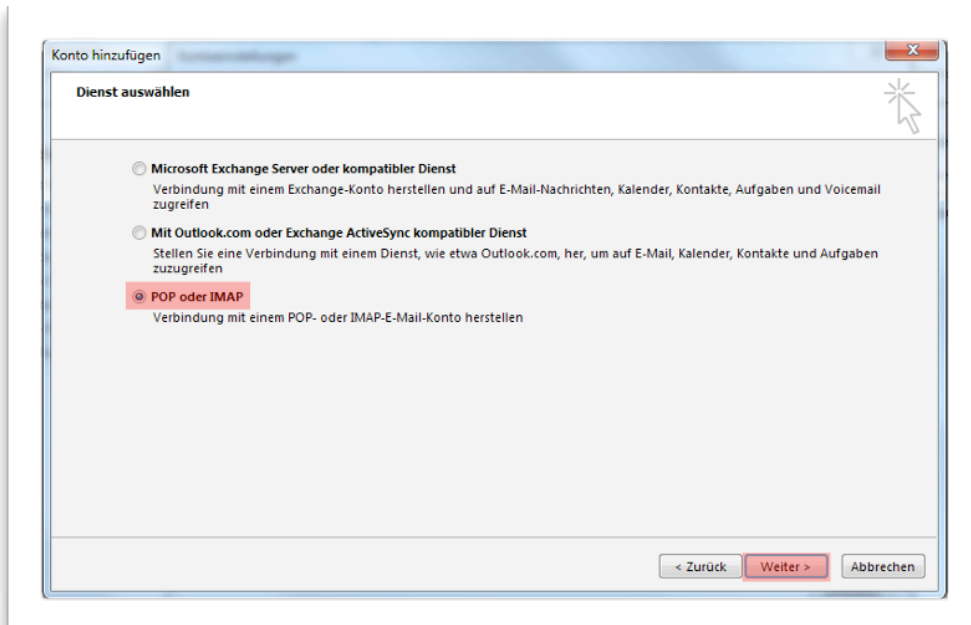 Konto hinzufügen
Dienst auswählen
Microsoft Exchange Server oder kompatibler Dienst
Verbindung mit einem Exchange-Konto herstellen und auf E-Mail-Nachrichten, Kalender, Kontakte, Aufgaben und Voicemail
zugreifen
Mit Outlook.com oder Exchange ActiveSync kompatibler Dienst
Stellen Sie eine Verbindung mit einem Dienst, wie etwa Outlook.com, her, um auf E-Mail, Kalender, Kontakte und Aufgaben
zuzugreifen
POP oder IMAP
Verbindung mit einem POP- oder IMAP-E-Mail-Konto herstellen
< Zurück Weiter > Abbrechen